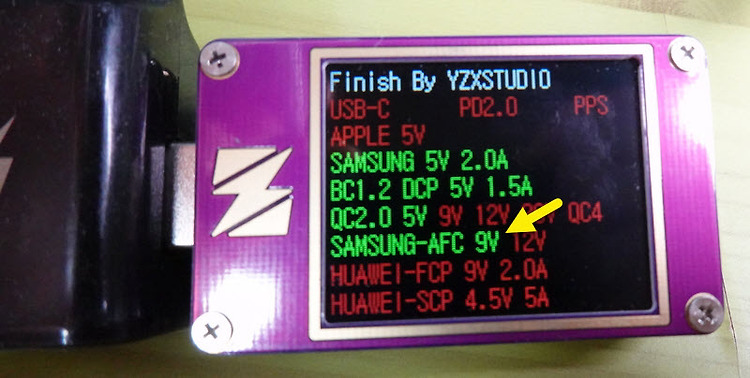 Finish By YZXSTUDIO
USB-C PD2.0 PPS
APPLE 5V
SAMSUNG 5V 2.0A
BC1.2 DCP 5V 1.5A
QC2.0 5V 9V 12V QC4
SAMSUNG-AFC 9V 12V
HUAWEI-FCP 9V 2.0A
HUAWEI-SCP 4.5V 5A